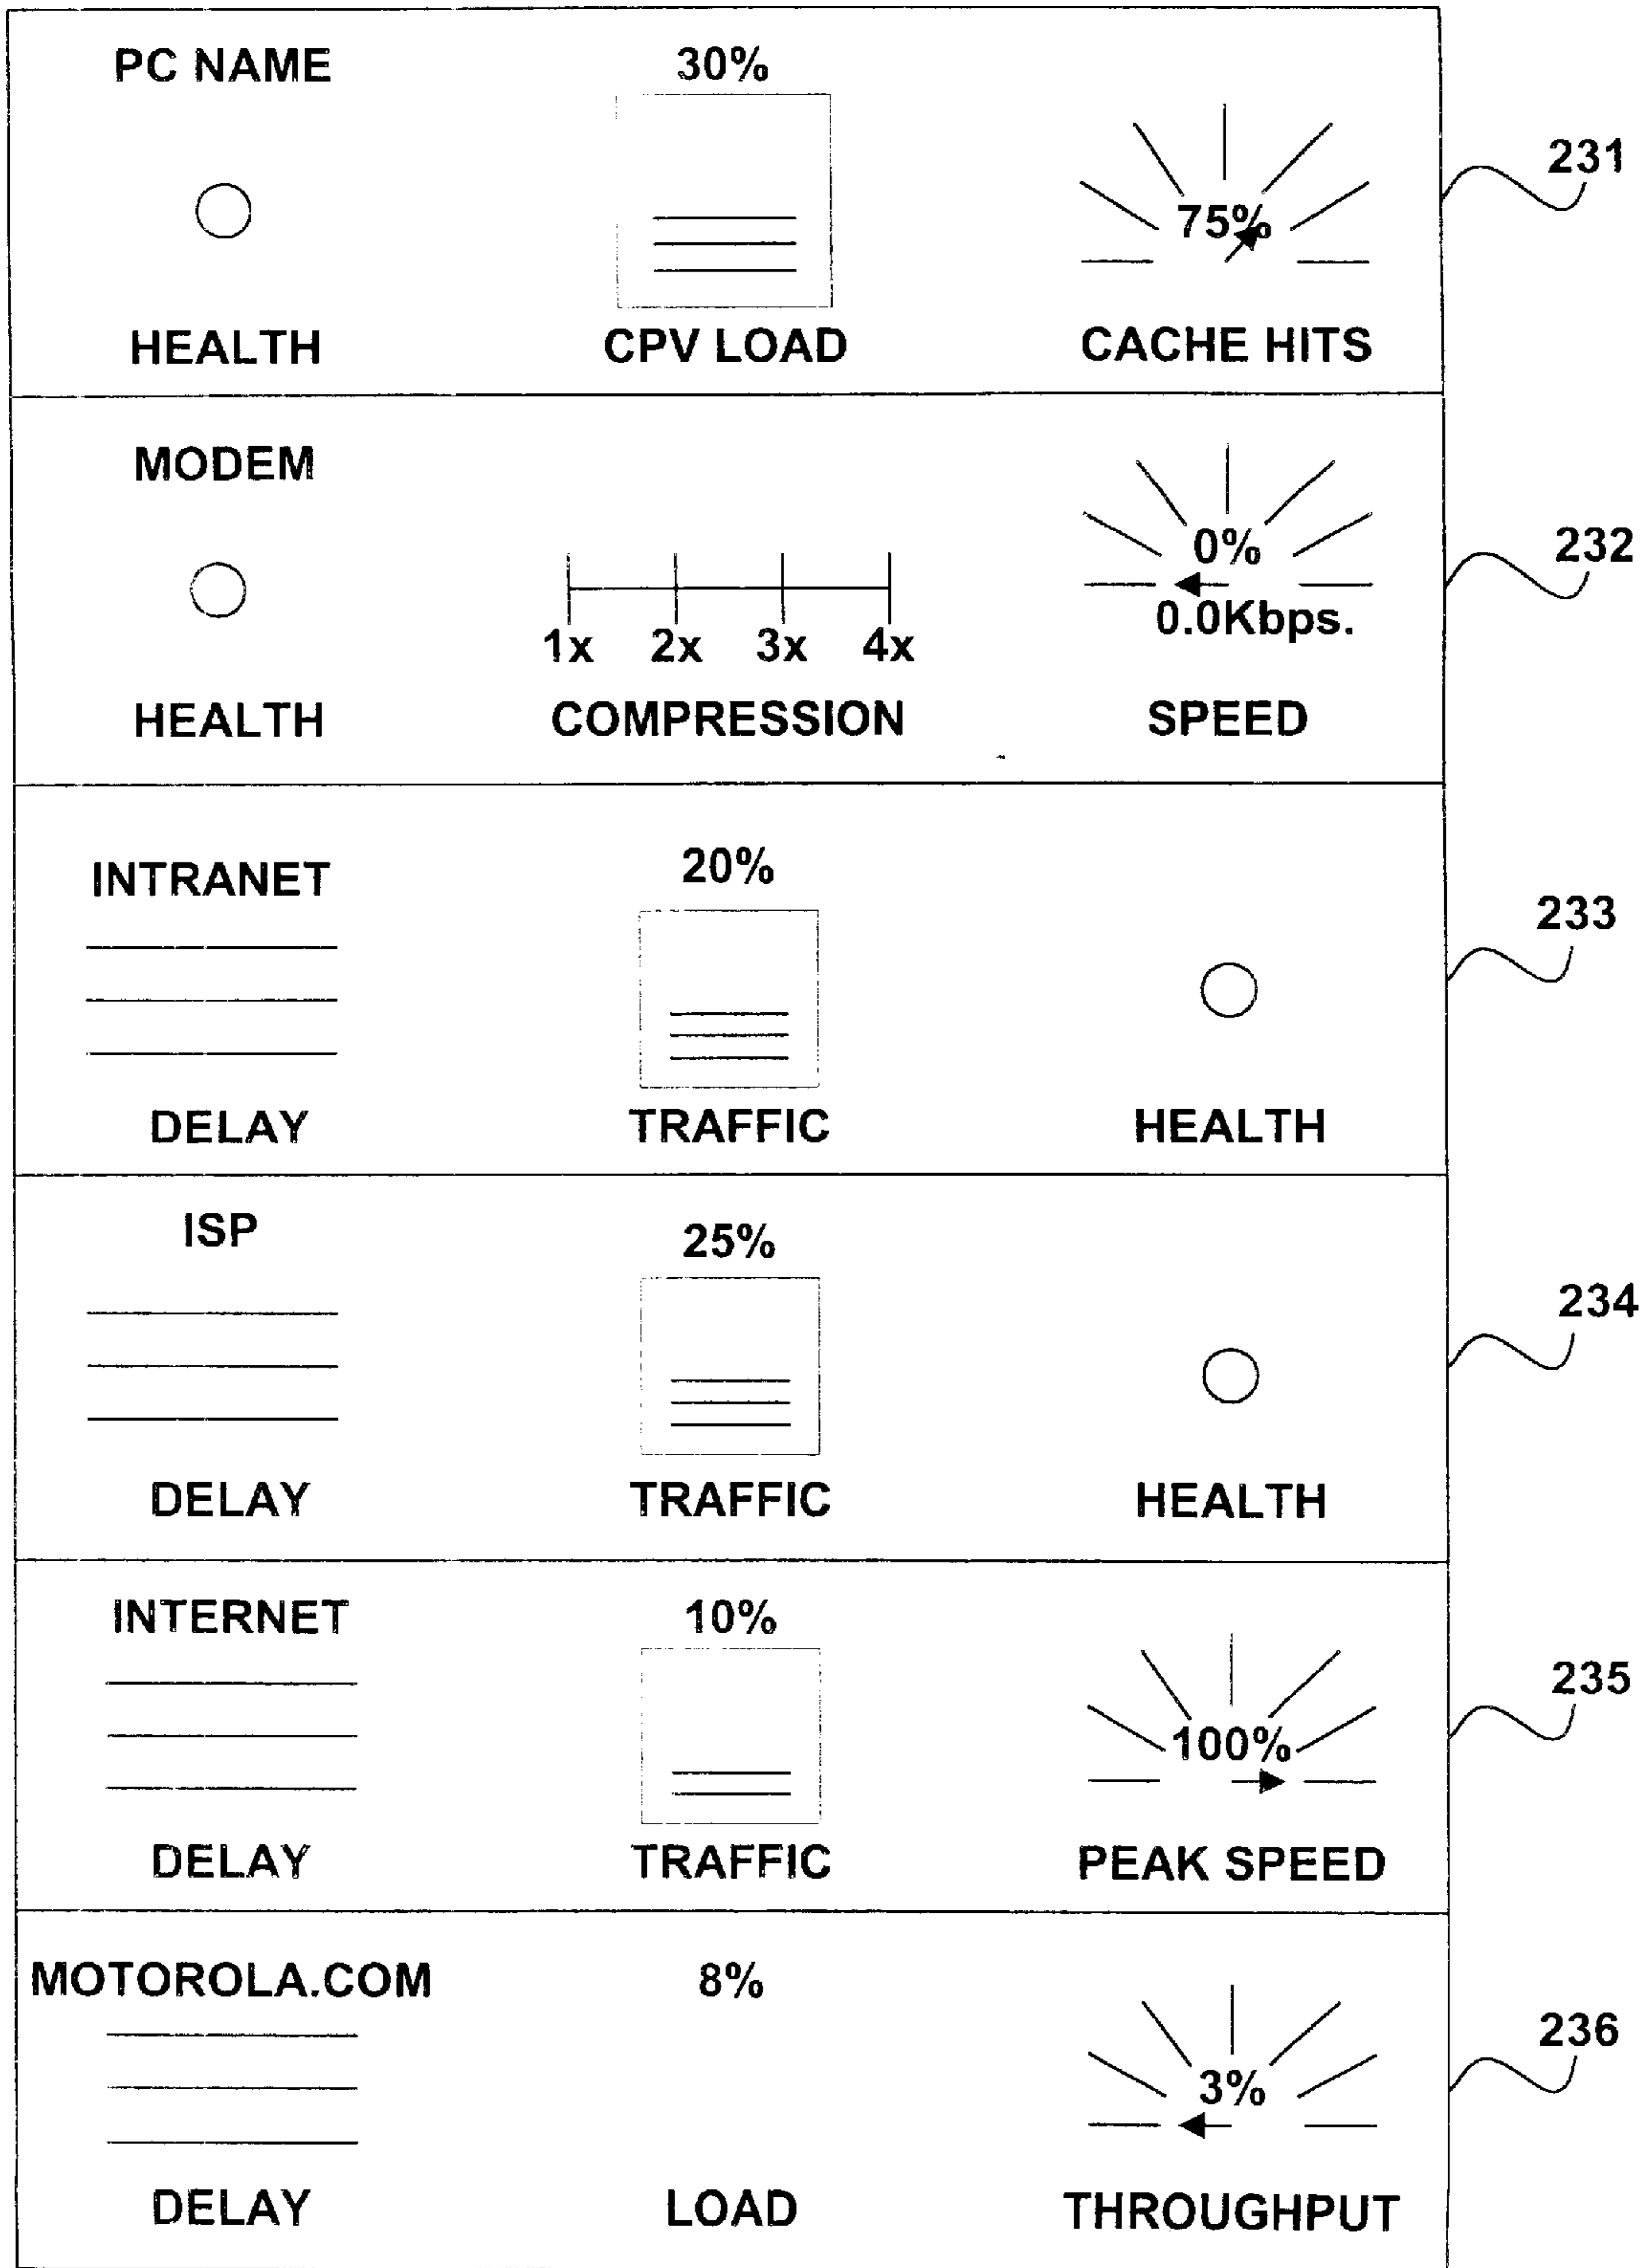 PC NAME
30%
75%
231
HEALTH
CPV LOAD
CACHE HITS
MODEM
0%
0.0Kbps.
232
1x 2x 3x 4x
HEALTH
COMPRESSION
SPEED
INTRANET
20%
233
DELAY
TRAFFIC
HEALTH
ISP
25%
234
DELAY
TRAFFIC
HEALTH
INTERNET
10%
100%
235
DELAY
TRAFFIC
PEAK SPEED
MOTOROLA.COM
8%
3%
236
DELAY
LOAD
THROUGHPUT